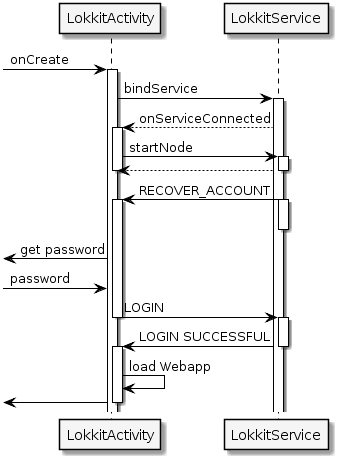 LokkitActivity
LokkitService
onCreate
bindService
onServiceConnected
startNode
RECOVER_ACCOUNT
get password
password
LOGIN
LOGIN SUCCESSFUL
load Webapp
LokkitActivity
LokkitService